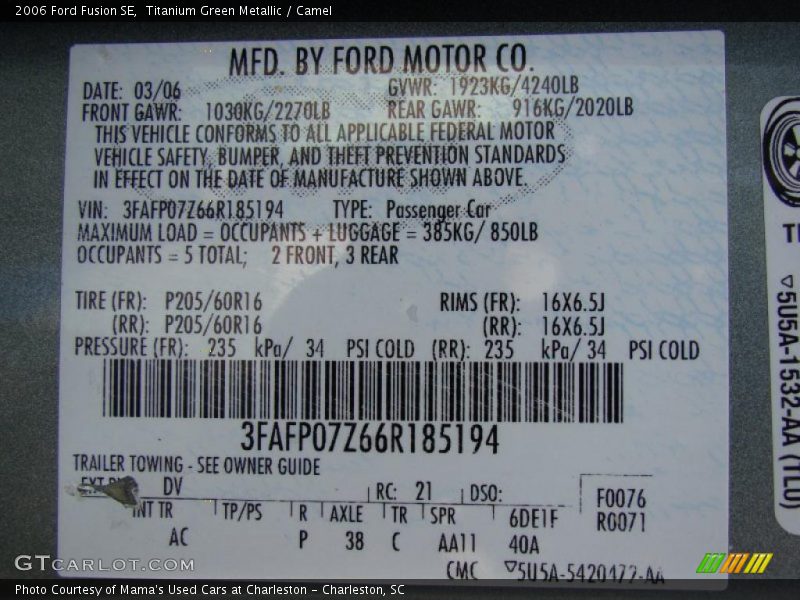 2006 Ford Fusion SE, Titanium Green Metallic / Camel
MFD. BY FORD MOTOR CO.
DATE: 03/06 GVWR: 1923KG/4240LB
FRONT GAWR: 1030KG/2270LB REAR GAWR: 916KG/2020LB
THIS VEHICLE CONFORMS TO ALL APPLICABLE FEDERAL MOTOR
VEHICLE SAFETY, BUMPER, AND THEFT PREVENTION STANDARDS
IN EFFECT ON THE DATE OF MANUFACTURE SHOWN ABOVE.
VIN: 3FAFP07Z66R185194 TYPE: Passenger Car
MAXIMUM LOAD = OCCUPANTS + LUGGAGE = 385KG/ 850LB
OCCUPANTS = 5 TOTAL; 2 FRONT, 3 REAR
TIRE (FR): P205/60R16 RIMS (FR): 16X6.5J
(RR): P205/60R16 (RR): 16X6.5J
PRESSURE (FR): 235 kPa/ 34 PSI COLD (RR): 235 kPa/ 34 PSI COLD
3FAFP07Z66R185194
TRAILER TOWING - SEE OWNER GUIDE
EXT DV RC: 21 DSO: F0076
INT TR TP/PS R AXLE TR SPR 6DE1F R0071
AC P 38 C AA11 40A
CMC ▽5U5A-5420472-AA
▽5U5A-1532-AA (TLU)
GTCARLOT.COM
Photo Courtesy of Mama's Used Cars at Charleston - Charleston, SC